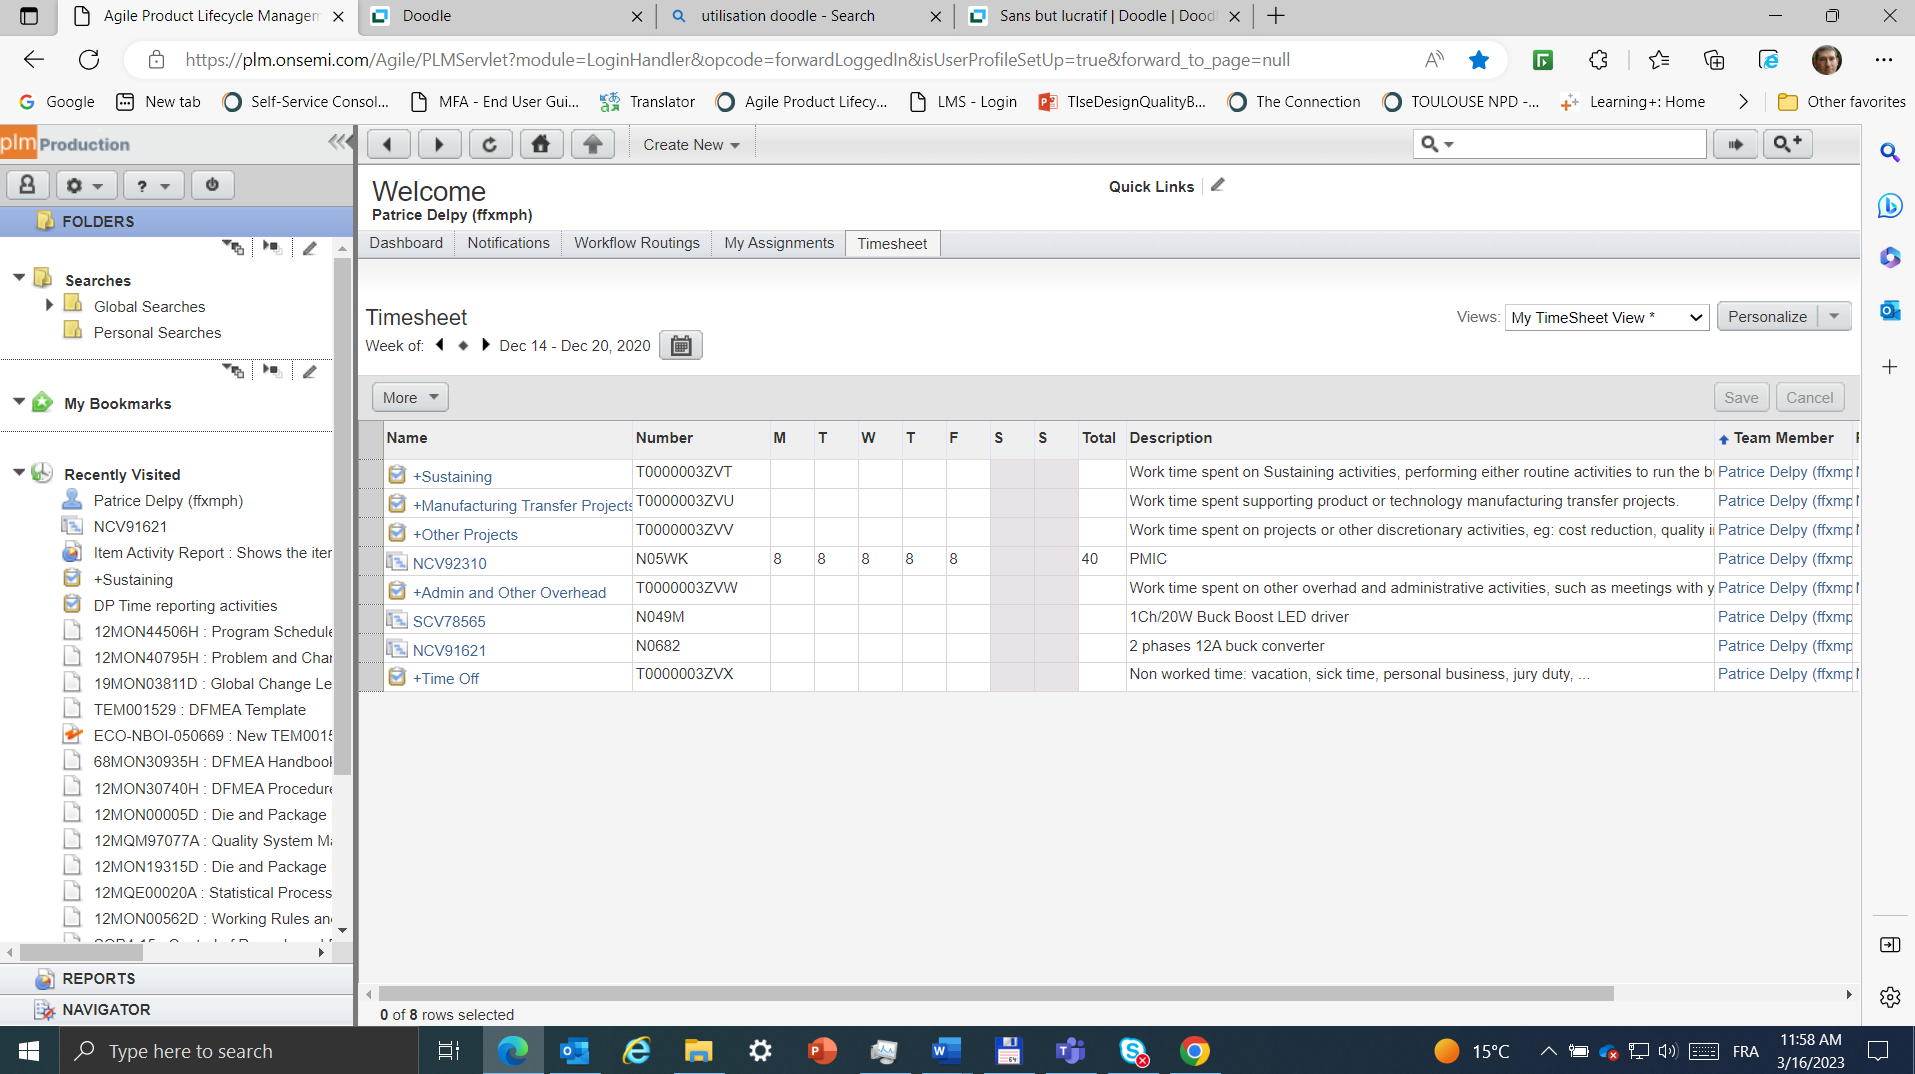 Agile Product Lifecycle Managem
Doodle
utilisation doodle - Search
Sans but lucratif | Doodle | Dood
https://plm.onsemi.com/Agile/PLMServlet?module=LoginHandler&opcode=forwardLoggedIn&isUserProfileSetUp=true&forward_to_page=null
Google
New tab
Self-Service Consol...
MFA - End User Gui...
Translator
Agile Product Lifecy...
LMS - Login
TlseDesignQualityB...
The Connection
TOULOUSE NPD -...
Learning+: Home
Other favorites
plm Production
Create New
Welcome
Patrice Delpy (ffxmph)
Quick Links
Dashboard
Notifications
Workflow Routings
My Assignments
Timesheet
FOLDERS
Searches
Global Searches
Personal Searches
My Bookmarks
Recently Visited
Patrice Delpy (ffxmph)
NCV91621
Item Activity Report : Shows the iter
+Sustaining
DP Time reporting activities
12MON44506H : Program Schedule
12MON40795H : Problem and Char
19MON03811D : Global Change Le
TEM001529 : DFMEA Template
ECO-NBOI-050669 : New TEM0015
68MON30935H : DFMEA Handbook
12MON30740H : DFMEA Procedure
12MON00005D : Die and Package
12MQM97077A : Quality System Ma
12MON19315D : Die and Package
12MQE00020A : Statistical Process
12MON00562D : Working Rules and
REPORTS
NAVIGATOR
Timesheet
Views: My TimeSheet View *
Personalize
Week of: Dec 14 - Dec 20, 2020
More
Save
Cancel
Name Number M T W T F S S Total Description Team Member
+Sustaining T0000003ZVT Work time spent on Sustaining activities, performing either routine activities to run the b Patrice Delpy (ffxmp
+Manufacturing Transfer Projects T0000003ZVU Work time spent supporting product or technology manufacturing transfer projects. Patrice Delpy (ffxmp
+Other Projects T0000003ZVV Work time spent on projects or other discretionary activities, eg: cost reduction, quality i Patrice Delpy (ffxmp
NCV92310 N05WK 8 8 8 8 8 40 PMIC Patrice Delpy (ffxmp
+Admin and Other Overhead T0000003ZVW Work time spent on other overhad and administrative activities, such as meetings with y Patrice Delpy (ffxmp
SCV78565 N049M 1Ch/20W Buck Boost LED driver Patrice Delpy (ffxmp
NCV91621 N0682 2 phases 12A buck converter Patrice Delpy (ffxmp
+Time Off T0000003ZVX Non worked time: vacation, sick time, personal business, jury duty, ... Patrice Delpy (ffxmp
0 of 8 rows selected
Type here to search
15°C
FRA
11:58 AM
3/16/2023